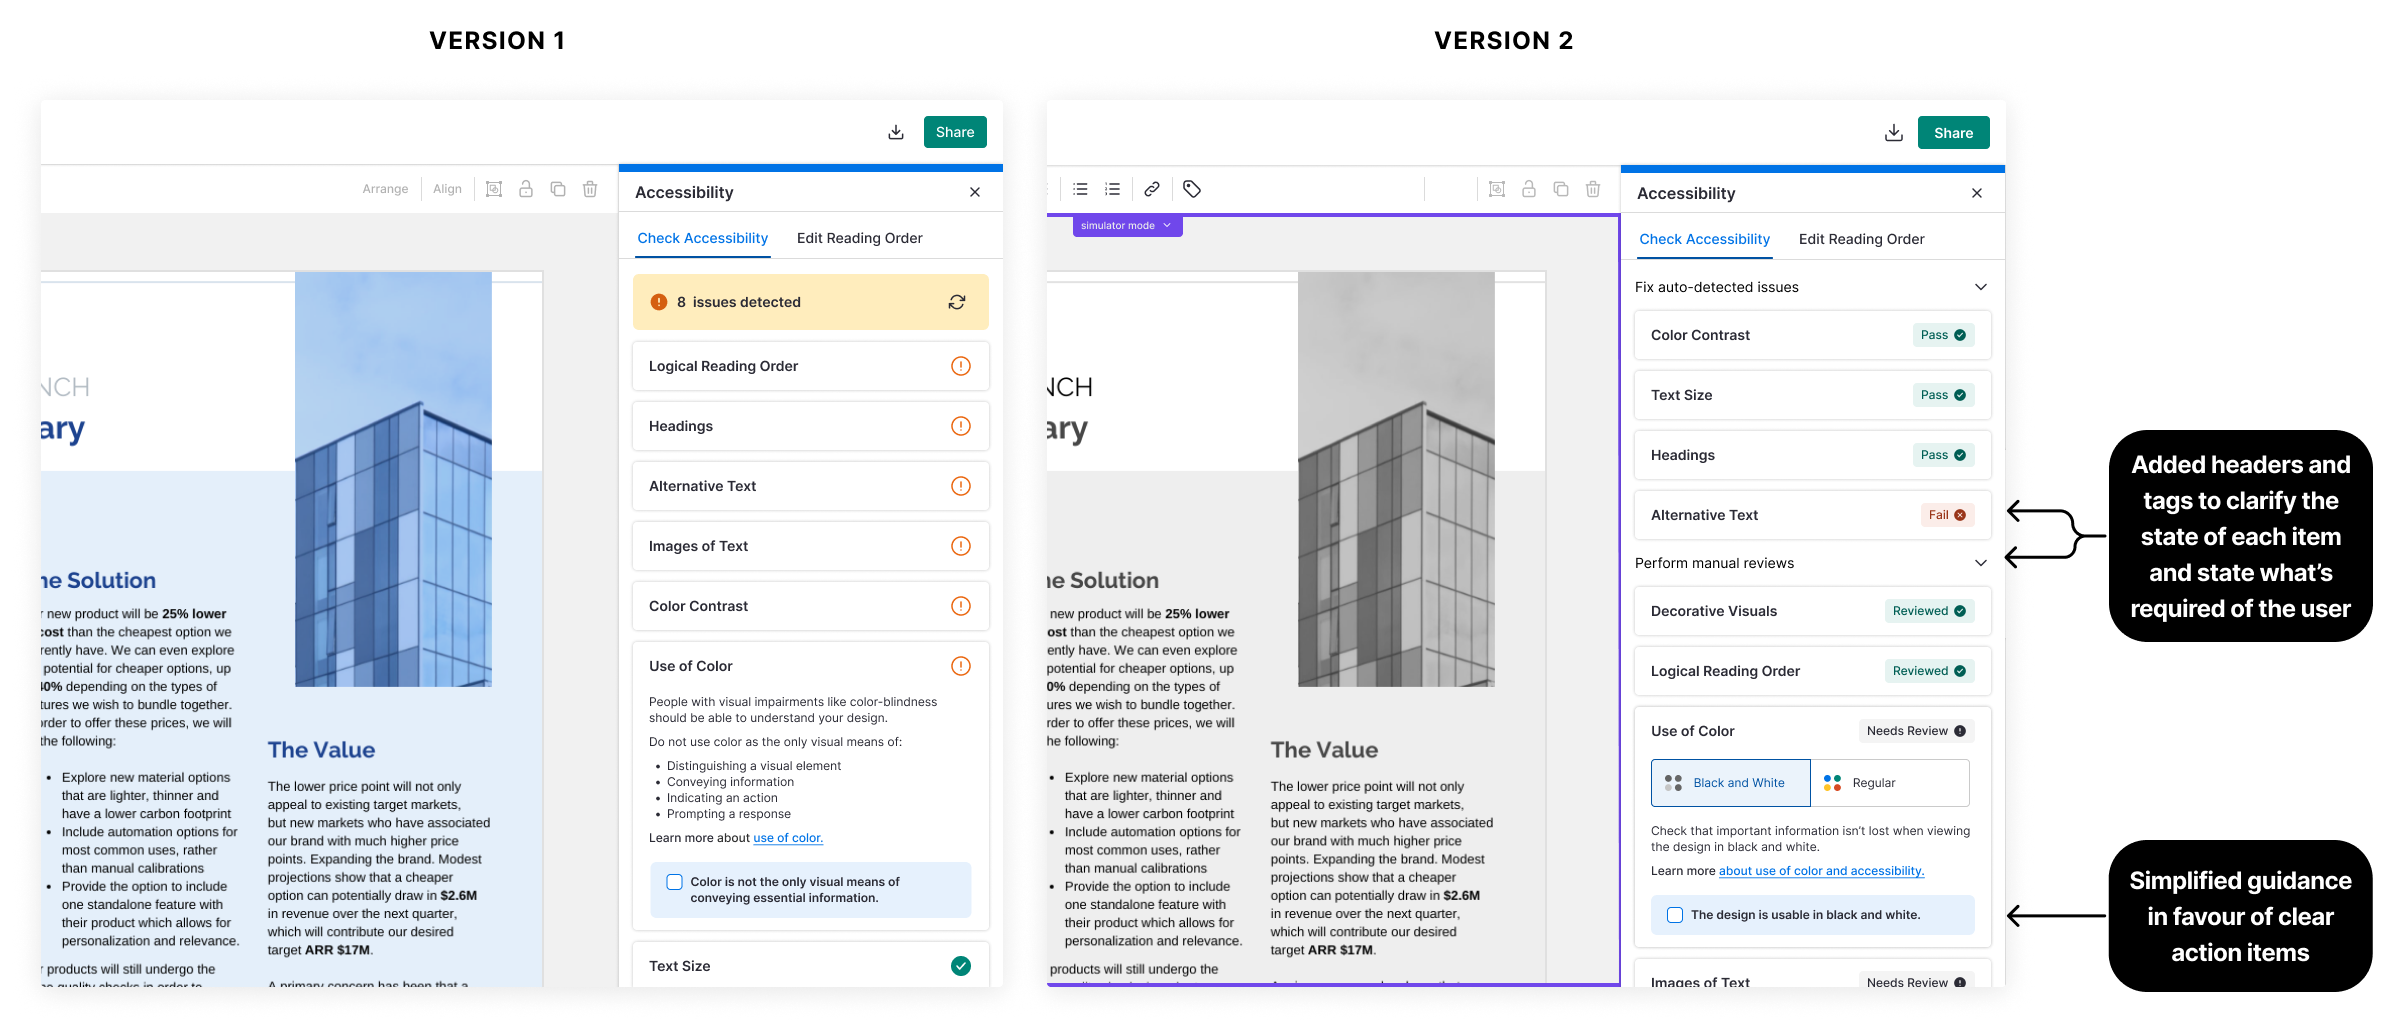 VERSION 1
Share
Arrange
Align
Accessibility
Check Accessibility
Edit Reading Order
8 issues detected
Logical Reading Order
Headings
Alternative Text
Images of Text
Color Contrast
Use of Color
People with visual impairments like color-blindness
should be able to understand your design.
Do not use color as the only visual means of:
• Distinguishing a visual element
• Conveying information
• Indicating an action
• Prompting a response
Learn more about use of color.
Color is not the only visual means of
conveying essential information.
Text Size
NCH
ary
ne Solution
r new product will be 25% lower
cost than the cheapest option we
rently have. We can even explore
potential for cheaper options, up
40% depending on the types of
tures we wish to bundle together.
order to offer these prices, we will
the following:
• Explore new material options
that are lighter, thinner and
have a lower carbon footprint
• Include automation options for
most common uses, rather
than manual calibrations
• Provide the option to include
one standalone feature with
their product which allows for
personalization and relevance.
r products will still undergo the
The Value
The lower price point will not only
appeal to existing target markets,
but new markets who have associated
our brand with much higher price
points. Expanding the brand. Modest
projections show that a cheaper
option can potentially draw in $2.6M
in revenue over the next quarter,
which will contribute our desired
target ARR $17M.
A primary concern has been that a
VERSION 2
Share
simulator mode
Accessibility
Check Accessibility
Edit Reading Order
Fix auto-detected issues
Color Contrast
Pass
Text Size
Pass
Headings
Pass
Alternative Text
Fail
Perform manual reviews
Decorative Visuals
Reviewed
Logical Reading Order
Reviewed
Use of Color
Needs Review
Black and White
Regular
Check that important information isn't lost when viewing
the design in black and white.
Learn more about use of color and accessibility.
The design is usable in black and white.
Images of Text
Needs Review
NCH
ary
ne Solution
new product will be 25% lower
ost than the cheapest option we
ently have. We can even explore
potential for cheaper options, up
0% depending on the types of
ures we wish to bundle together.
rder to offer these prices, we will
he following:
• Explore new material options
that are lighter, thinner and
have a lower carbon footprint
• Include automation options for
most common uses, rather
than manual calibrations
• Provide the option to include
one standalone feature with
their product which allows for
personalization and relevance.
products will still undergo the
The Value
The lower price point will not only
appeal to existing target markets,
but new markets who have associated
our brand with much higher price
points. Expanding the brand. Modest
projections show that a cheaper
option can potentially draw in $2.6M
in revenue over the next quarter,
which will contribute our desired
target ARR $17M.
Added headers and
tags to clarify the
state of each item
and state what's
required of the user
Simplified guidance
in favour of clear
action items